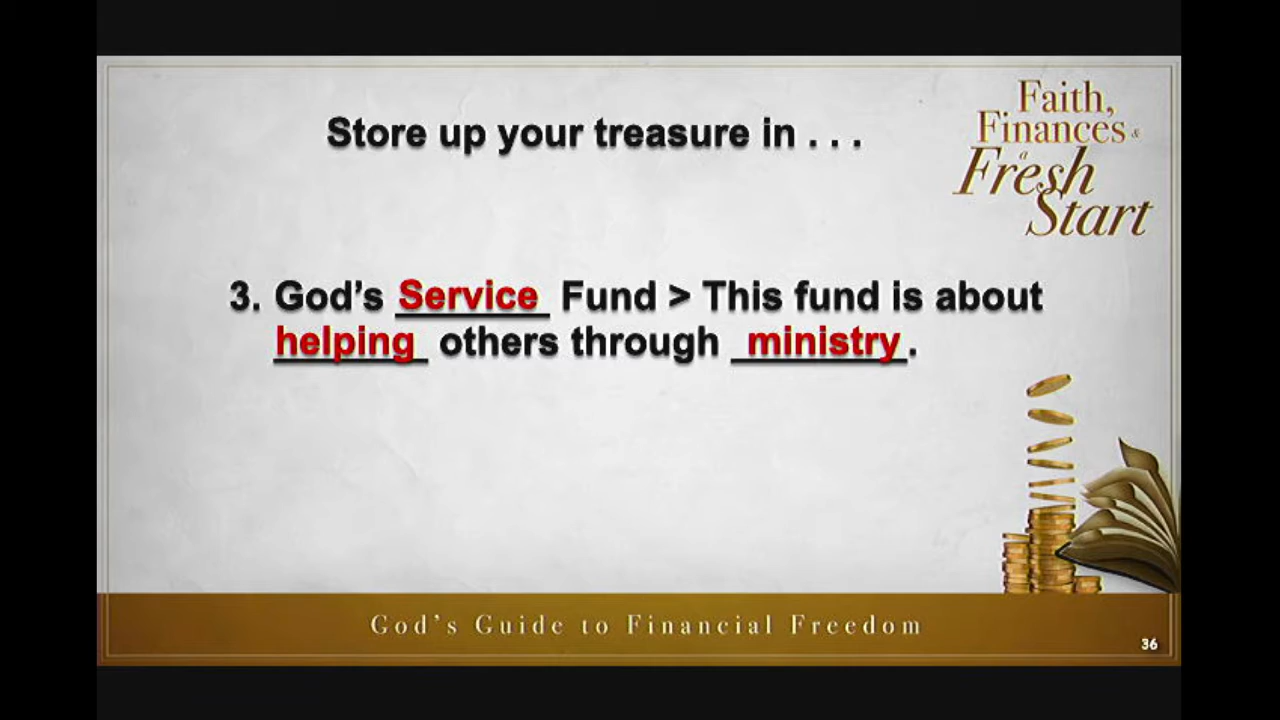 Store up your treasure in . . .
Faith,
Finances &
a
Fresh
Start
3. God's Service Fund > This fund is about
helping others through ministry.
God's Guide to Financial Freedom
36